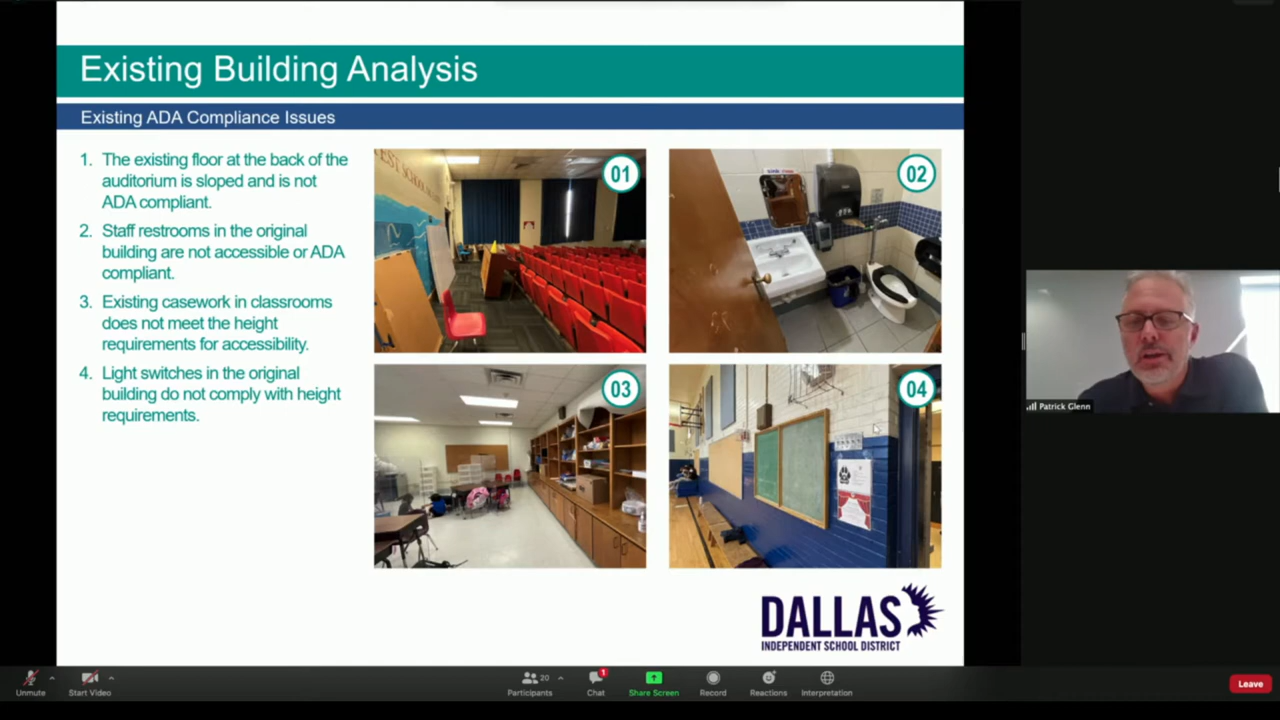 Existing Building Analysis
Existing ADA Compliance Issues
1. The existing floor at the back of the
auditorium is sloped and is not
ADA compliant.
2. Staff restrooms in the original
building are not accessible or ADA
compliant.
3. Existing casework in classrooms
does not meet the height
requirements for accessibility.
4. Light switches in the original
building do not comply with height
requirements.
EST SCHOOL
01
02
03
04
DALLAS
INDEPENDENT SCHOOL DISTRICT
Patrick Glenn
Unmute
Start Video
20
Participants
1
Chat
Share Screen
Record
Reactions
Interpretation
Leave